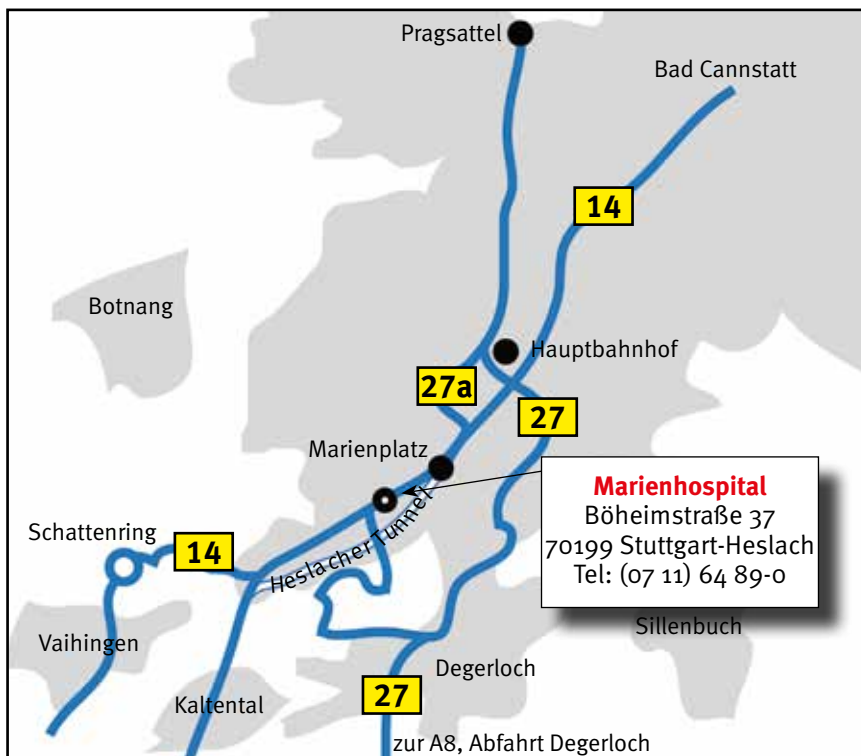 Pragsattel
Bad Cannstatt
14
Botnang
Hauptbahnhof
27a
27
Marienplatz
Marienhospital
Böheimstraße 37
70199 Stuttgart-Heslach
Tel: (07 11) 64 89-0
Schattenring
14
Heslacher Tunnel
Vaihingen
Sillenbuch
Degerloch
Kaltental
27
zur A8, Abfahrt Degerloch